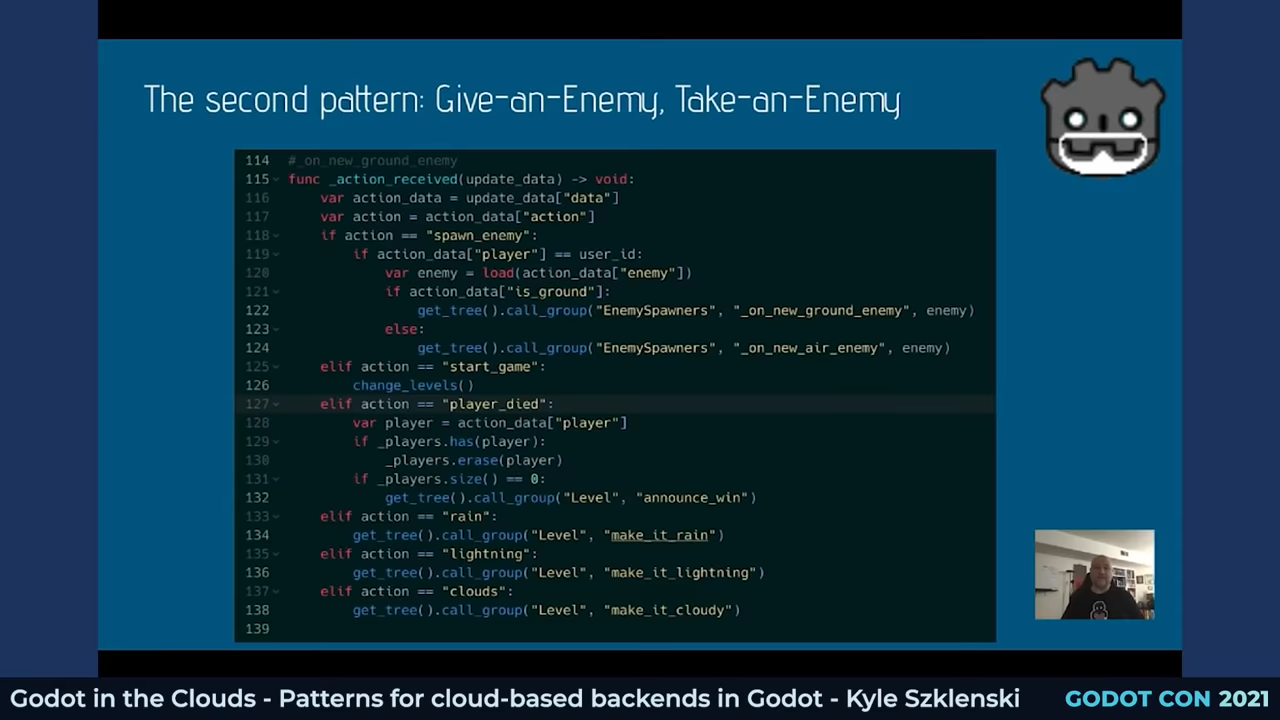 The second pattern: Give-an-Enemy, Take-an-Enemy
114 #_on_new_ground_enemy
115 func _action_received(update_data) -> void:
116 var action_data = update_data["data"]
117 var action = action_data["action"]
118 if action == "spawn_enemy":
119 if action_data["player"] == user_id:
120 var enemy = load(action_data["enemy"])
121 if action_data["is_ground"]:
122 get_tree().call_group("EnemySpawners", "_on_new_ground_enemy", enemy)
123 else:
124 get_tree().call_group("EnemySpawners", "_on_new_air_enemy", enemy)
125 elif action == "start_game":
126 change_levels()
127 elif action == "player_died":
128 var player = action_data["player"]
129 if _players.has(player):
130 _players.erase(player)
131 if _players.size() == 0:
132 get_tree().call_group("Level", "announce_win")
133 elif action == "rain":
134 get_tree().call_group("Level", "make_it_rain")
135 elif action == "lightning":
136 get_tree().call_group("Level", "make_it_lightning")
137 elif action == "clouds":
138 get_tree().call_group("Level", "make_it_cloudy")
139
Godot in the Clouds - Patterns for cloud-based backends in Godot - Kyle Szklenski GODOT CON 2021